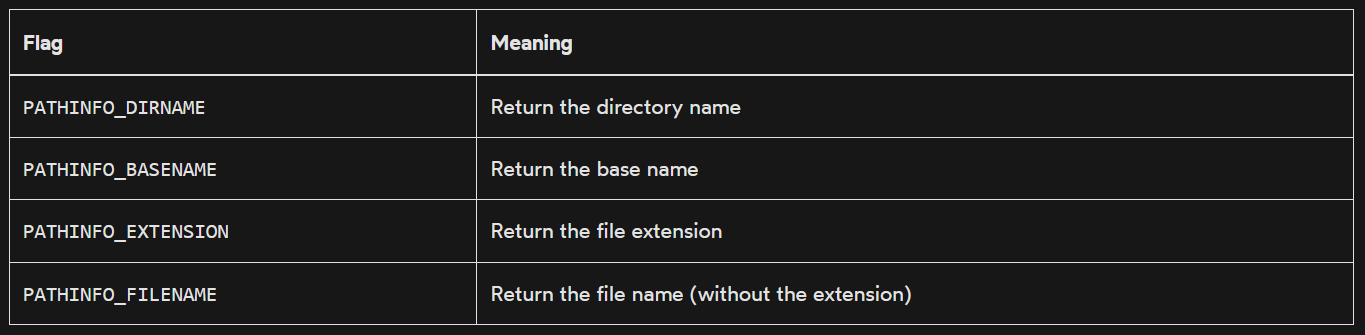 Flag Meaning
PATHINFO_DIRNAME Return the directory name
PATHINFO_BASENAME Return the base name
PATHINFO_EXTENSION Return the file extension
PATHINFO_FILENAME Return the file name (without the extension)